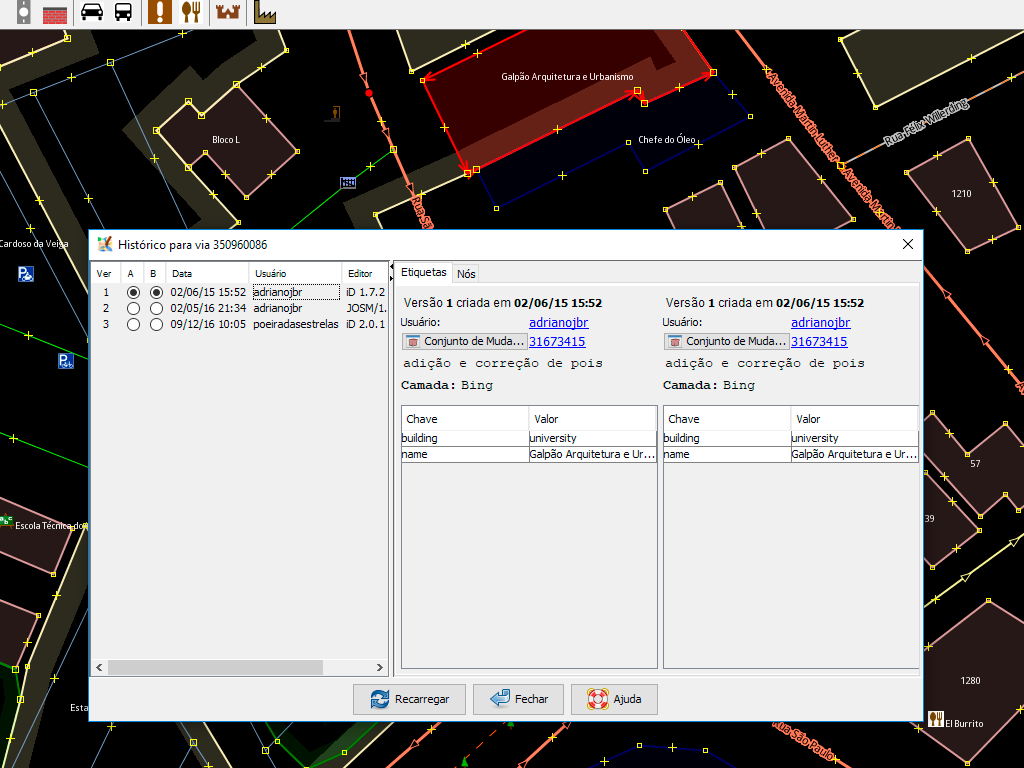 Galpão Arquitetura e Urbanismo
Avenida Martin Luther
Avenida Martin
Rua Félix Willerding
Bloco L
Chefe do Óleo
1210
Rua Sã
Cardoso da Veiga
Histórico para via 350960086
Ver A B Data Usuário Editor
1 02/06/15 15:52 adrianojbr iD 1.7.2
2 02/05/16 21:34 adrianojbr JOSM/1.
3 09/12/16 10:05 poeiradasestrelas iD 2.0.1
Etiquetas Nós
Versão 1 criada em 02/06/15 15:52
Usuário: adrianojbr
Conjunto de Muda... 31673415
adição e correção de pois
Camada: Bing
Chave Valor
building university
name Galpão Arquitetura e Ur...
Versão 1 criada em 02/06/15 15:52
Usuário: adrianojbr
Conjunto de Muda... 31673415
adição e correção de pois
Camada: Bing
Chave Valor
building university
name Galpão Arquitetura e Ur...
57
39
Escola Técnica do
1280
Esta
El Burrito
Recarregar Fechar Ajuda
Rua São Paulo